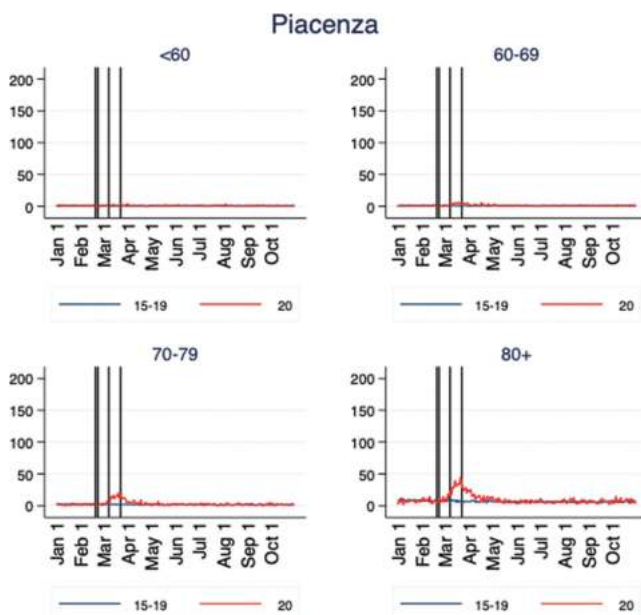 Piacenza
<60
200
150
100
50
0
Jan 1
Feb 1
Mar 1
Apr 1
May 1
Jun 1
Jul 1
Aug 1
Sep 1
Oct 1
15-19
20
60-69
200
150
100
50
0
Jan 1
Feb 1
Mar 1
Apr 1
May 1
Jun 1
Jul 1
Aug 1
Sep 1
Oct 1
15-19
20
70-79
200
150
100
50
0
Jan 1
Feb 1
Mar 1
Apr 1
May 1
Jun 1
Jul 1
Aug 1
Sep 1
Oct 1
15-19
20
80+
200
150
100
50
0
Jan 1
Feb 1
Mar 1
Apr 1
May 1
Jun 1
Jul 1
Aug 1
Sep 1
Oct 1
15-19
20